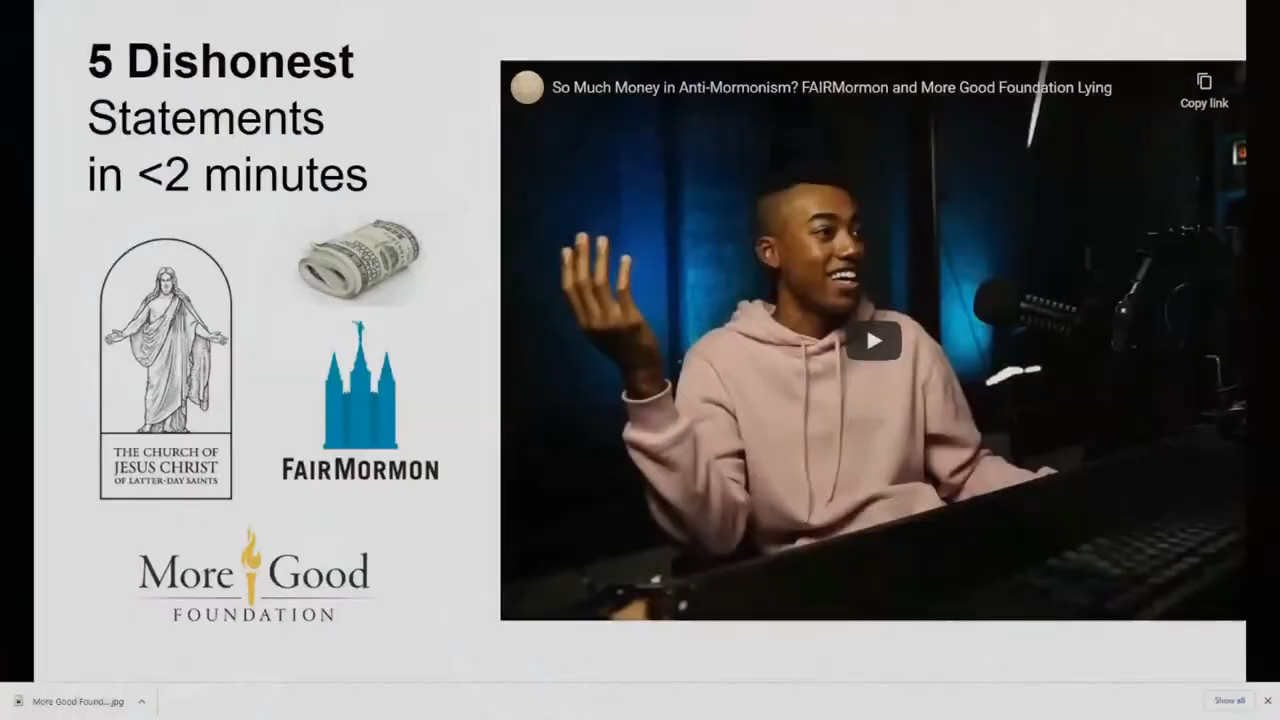 5 Dishonest
Statements
in <2 minutes
So Much Money in Anti-Mormonism? FAIRMormon and More Good Foundation Lying
Copy link
THE CHURCH OF
JESUS CHRIST
OF LATTER-DAY SAINTS
FAIRMORMON
More Good
FOUNDATION
More Good Found....jpg
Show all